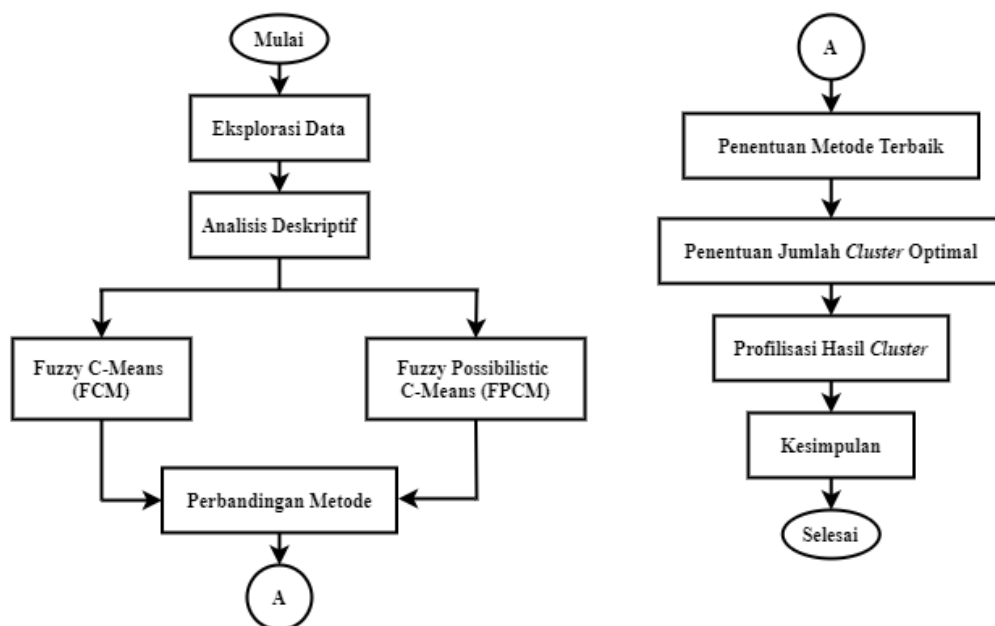 Mulai
Eksplorasi Data
Analisis Deskriptif
Fuzzy C-Means
(FCM)
Fuzzy Possibilistic
C-Means (FPCM)
Perbandingan Metode
A
A
Penentuan Metode Terbaik
Penentuan Jumlah Cluster Optimal
Profilisasi Hasil Cluster
Kesimpulan
Selesai